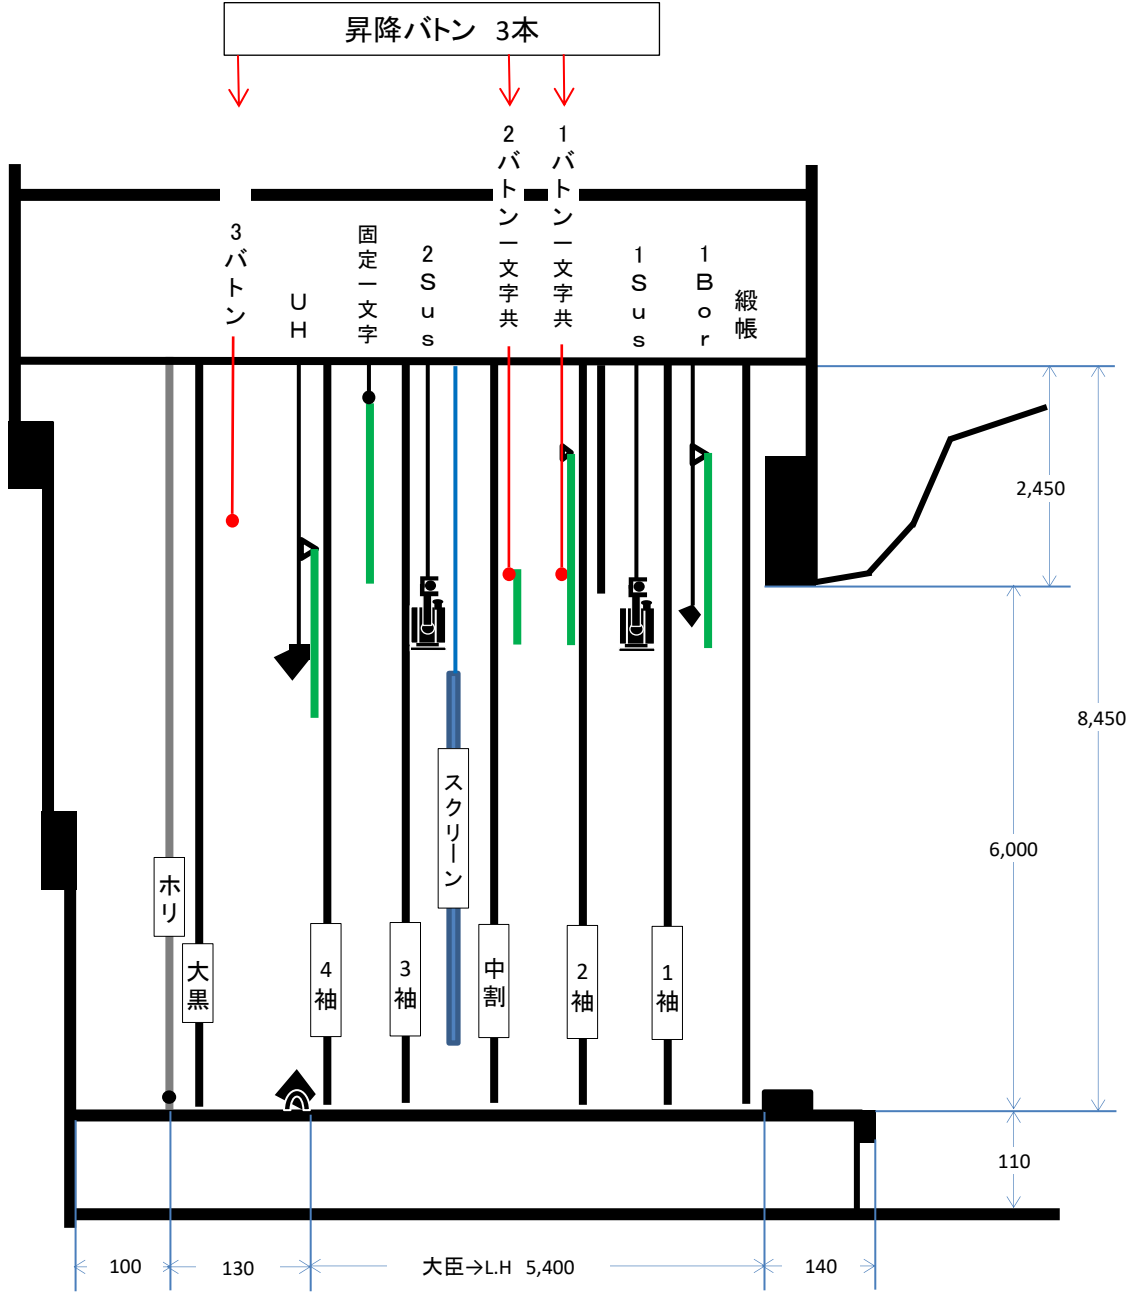 昇降バトン 3本
3バトン
UH
固定一文字
2Sus
2バトン一文字共
1バトン一文字共
1Sus
1Bor
緞帳
2,450
8,450
6,000
スクリーン
ホリ
大黒
4袖
3袖
中割
2袖
1袖
110
100
130
大臣→L.H 5,400
140